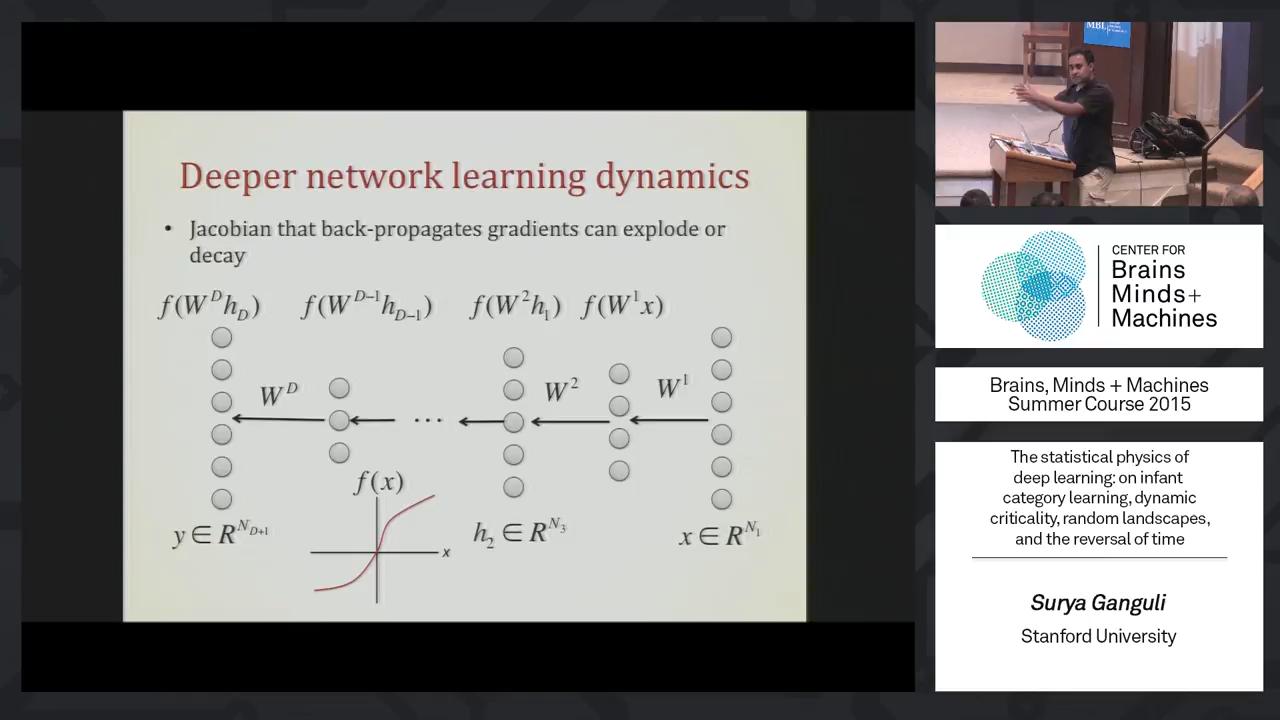 Deeper network learning dynamics
• Jacobian that back-propagates gradients can explode or
decay
f(W^D h_D) f(W^{D-1} h_{D-1}) f(W^2 h_1) f(W^1 x)
W^D ... W^2 W^1
f(x)
x
y ∈ R^{N_{D+1}} h_2 ∈ R^{N_3} x ∈ R^{N_1}
MBL
CENTER FOR
Brains
Minds+
Machines
Brains, Minds + Machines
Summer Course 2015
The statistical physics of
deep learning: on infant
category learning, dynamic
criticality, random landscapes,
and the reversal of time
Surya Ganguli
Stanford University